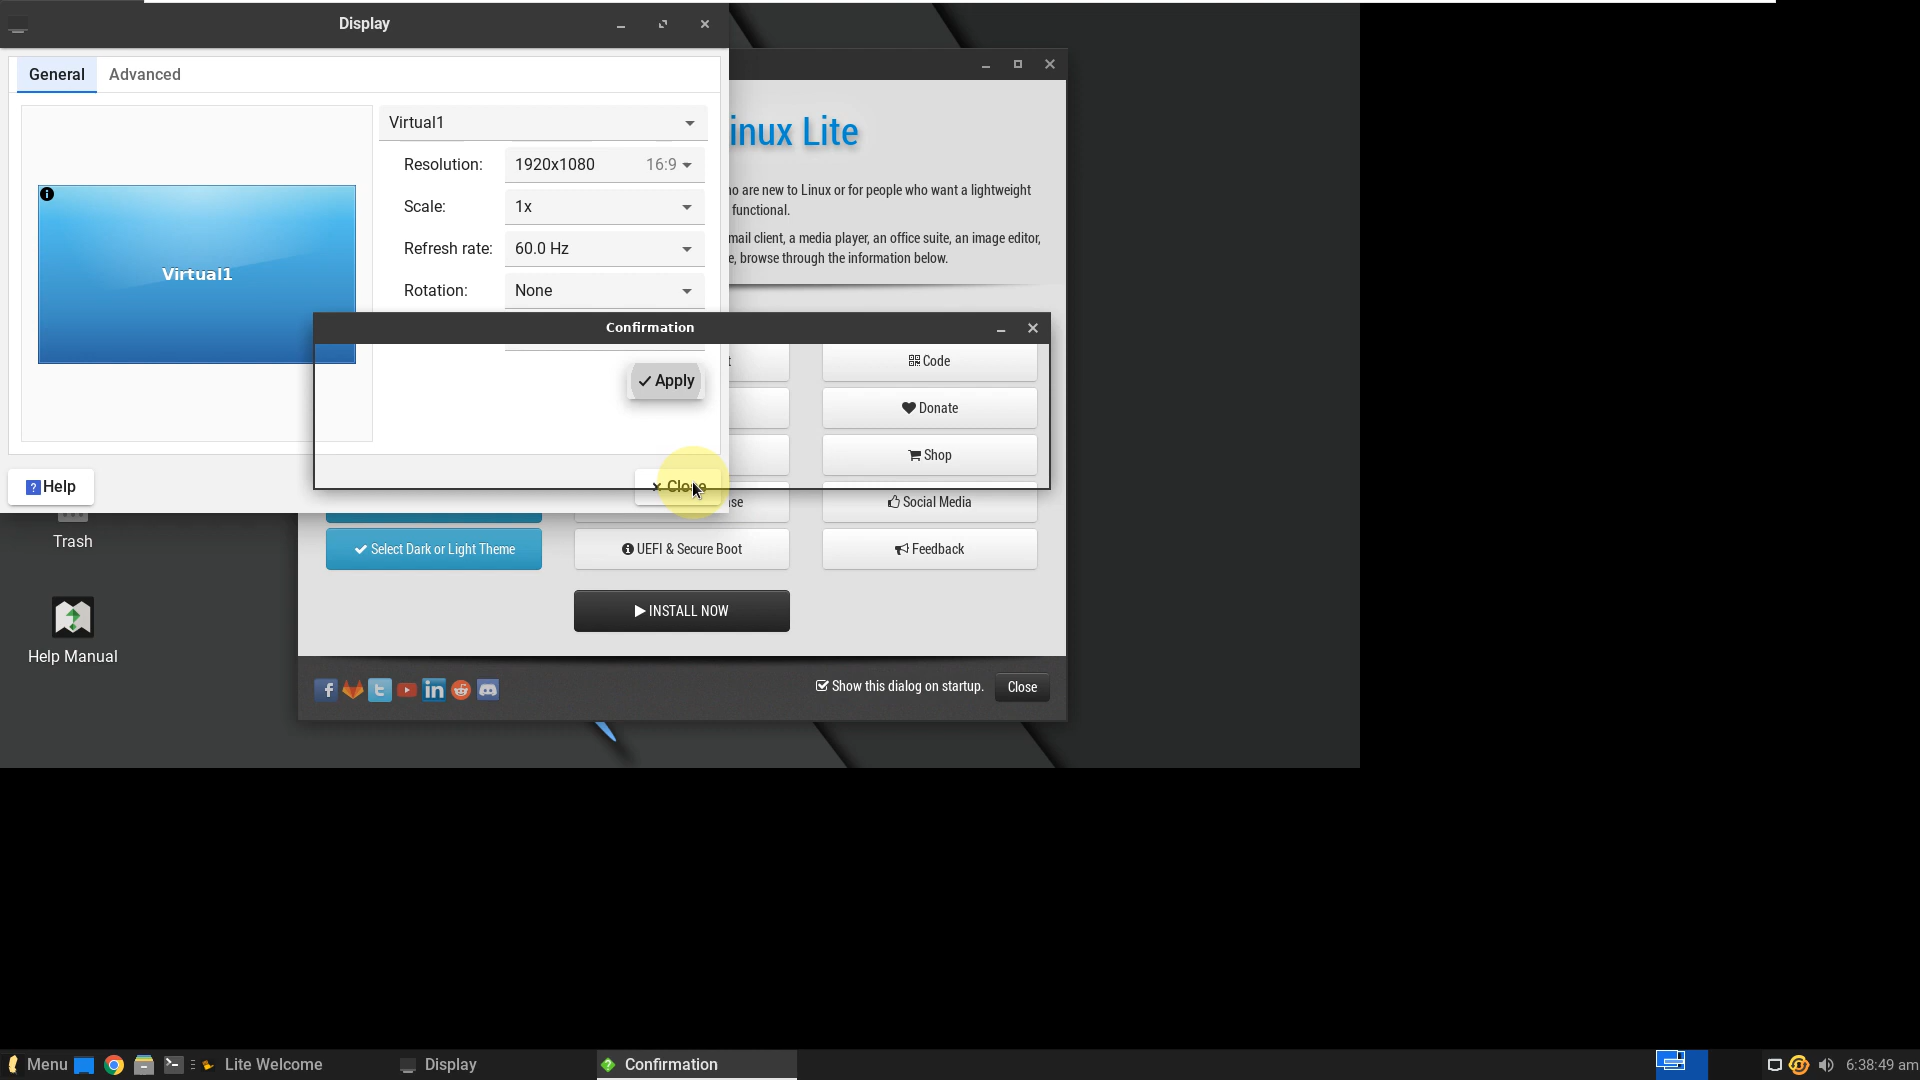 Display
General
Advanced
Virtual1
Virtual1
Resolution:
1920x1080
16:9
Scale:
1x
Refresh rate:
60.0 Hz
Rotation:
None
Apply
Help
Close
inux Lite
are new to Linux or for people who want a lightweight
functional.
mail client, a media player, an office suite, an image editor,
browse through the information below.
Confirmation
Code
Donate
Shop
Social Media
Select Dark or Light Theme
UEFI & Secure Boot
Feedback
INSTALL NOW
Show this dialog on startup.
Close
Trash
Help Manual
Menu
Lite Welcome
Display
Confirmation
6:38:49 am